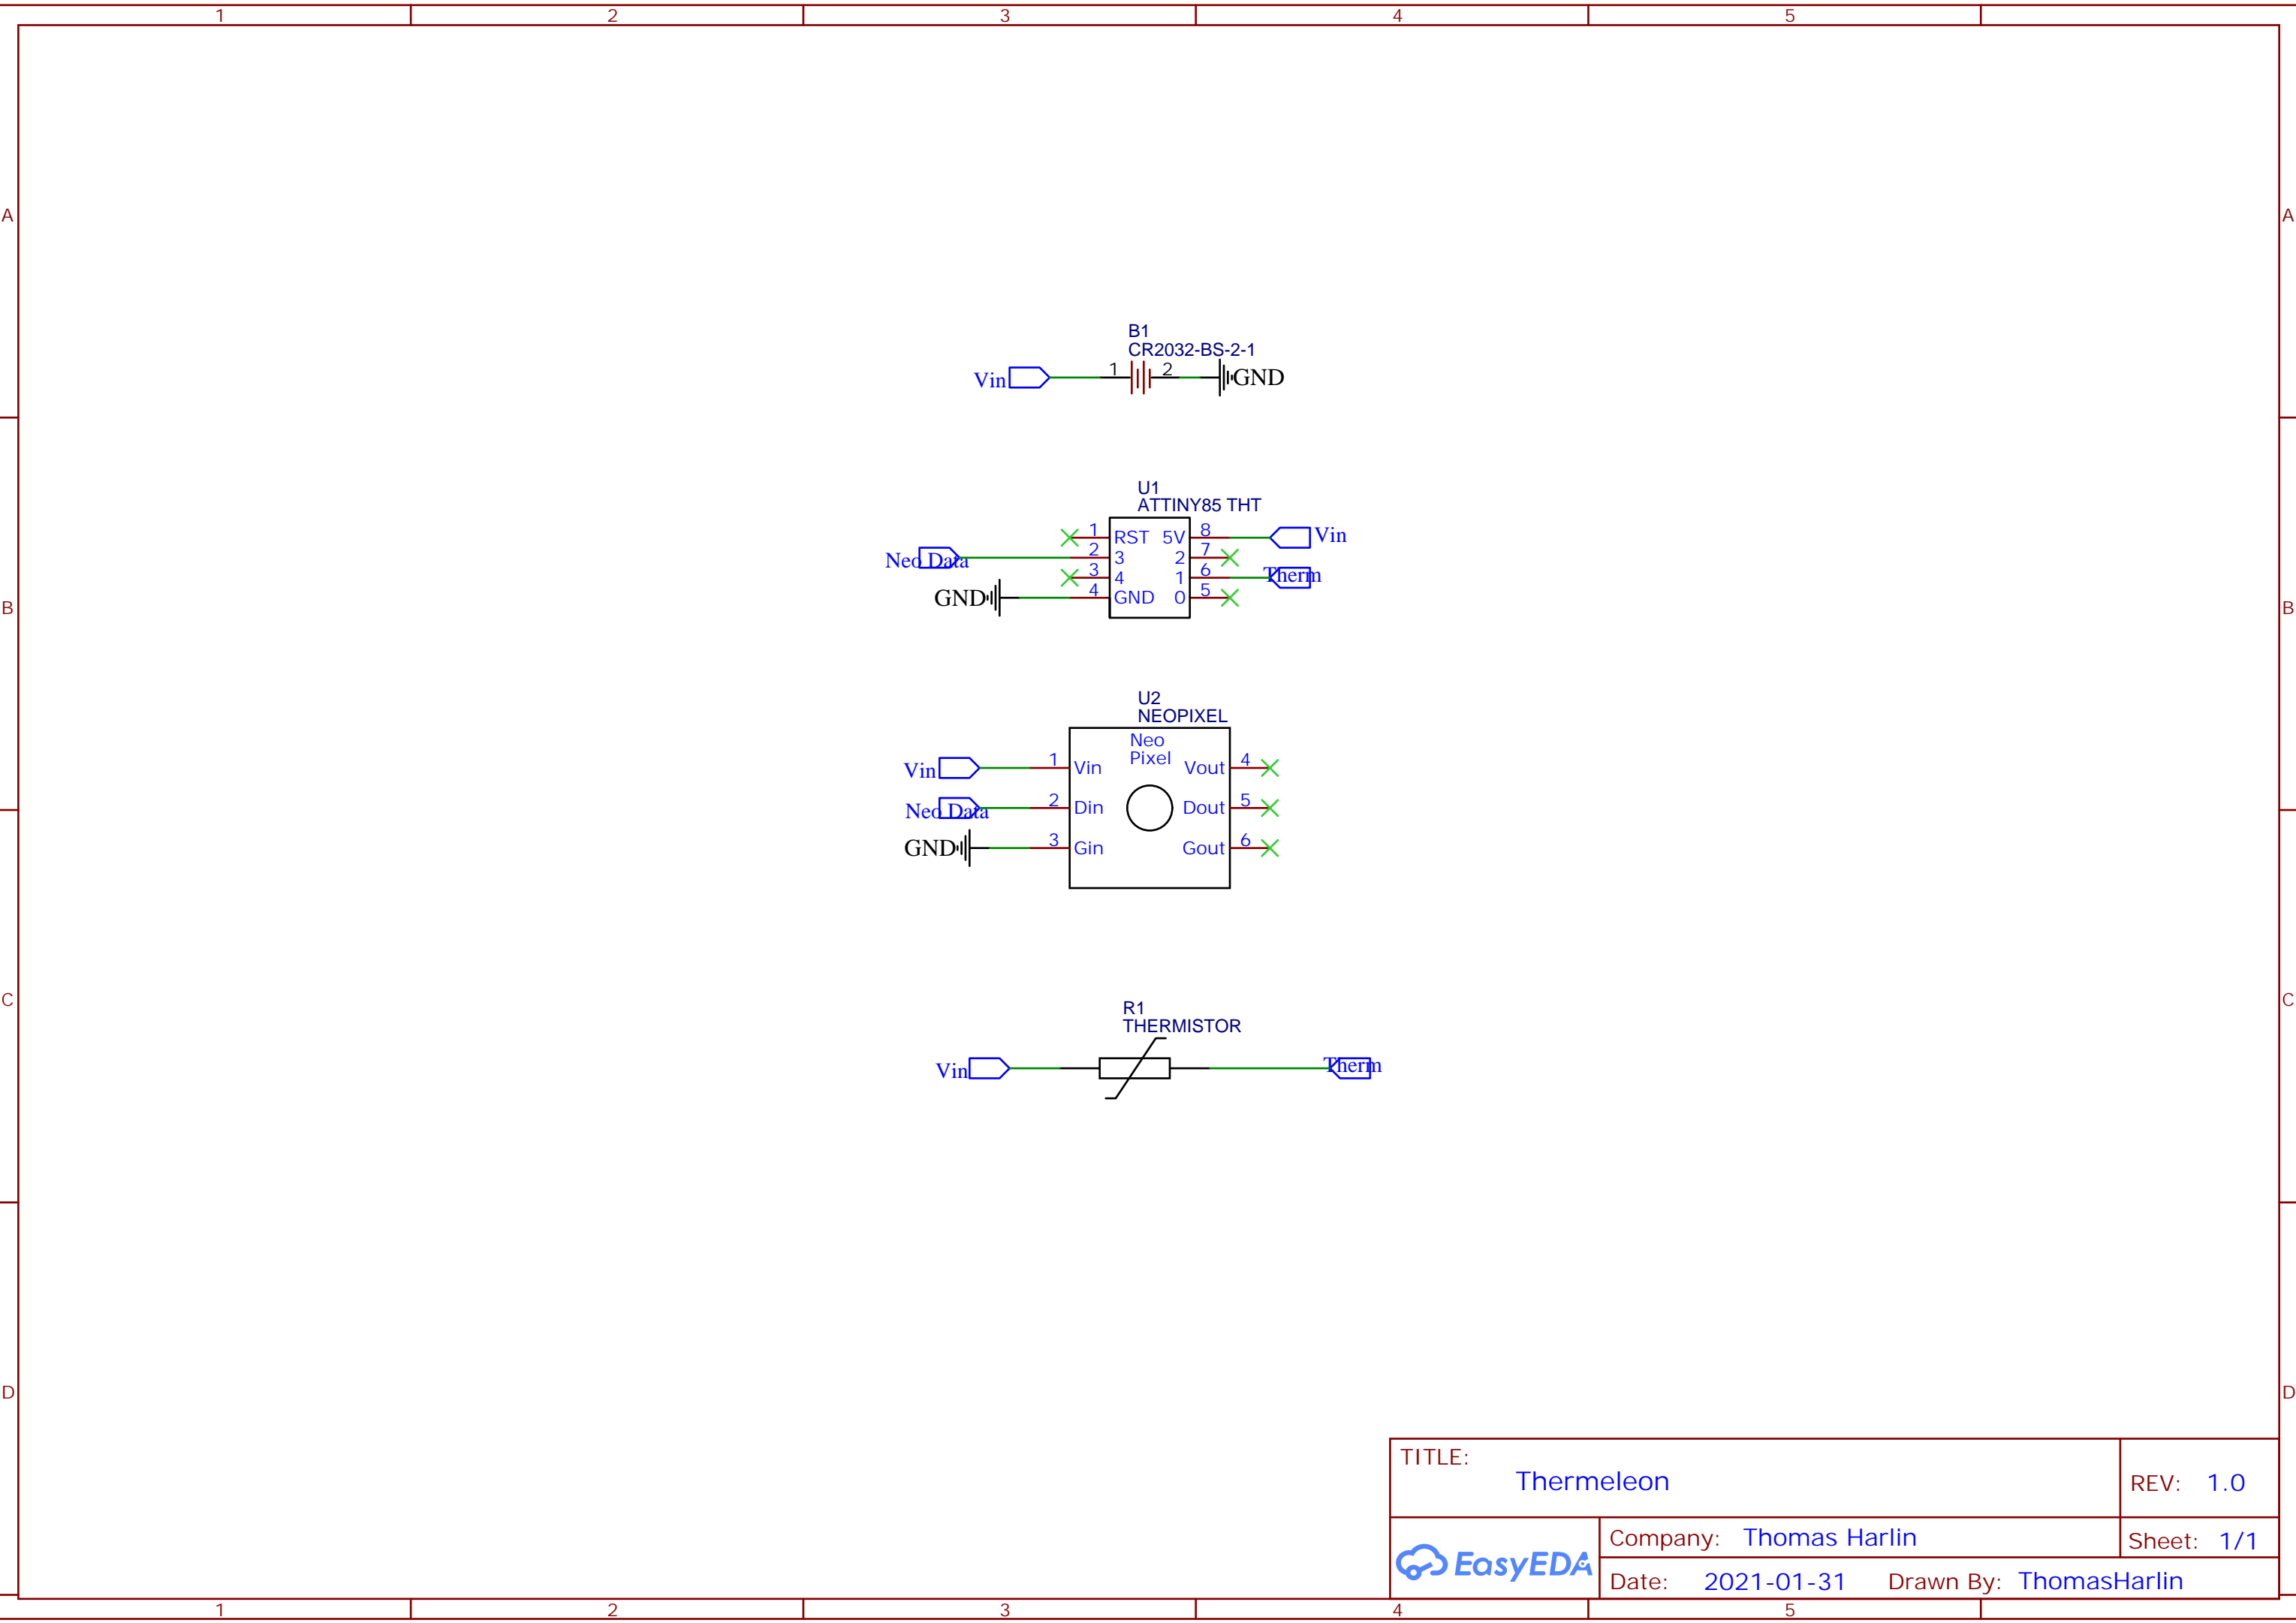 1 2 3 4 5
A A
B1
CR2032-BS-2-1
Vin 1 2 GND
U1
ATTINY85 THT
1 RST 5V 8 Vin
Neo Data 2 3 2 7
3 4 1 6 Therm
GND 4 GND 0 5
B B
U2
NEOPIXEL
Neo
Pixel
Vin 1 Vin Vout 4
Neo Data 2 Din Dout 5
GND 3 Gin Gout 6
C C
R1
THERMISTOR
Vin Therm
D D
TITLE:
Thermeleon
REV: 1.0
EasyEDA
Company: Thomas Harlin
Sheet: 1/1
Date: 2021-01-31 Drawn By: ThomasHarlin
1 2 3 4 5